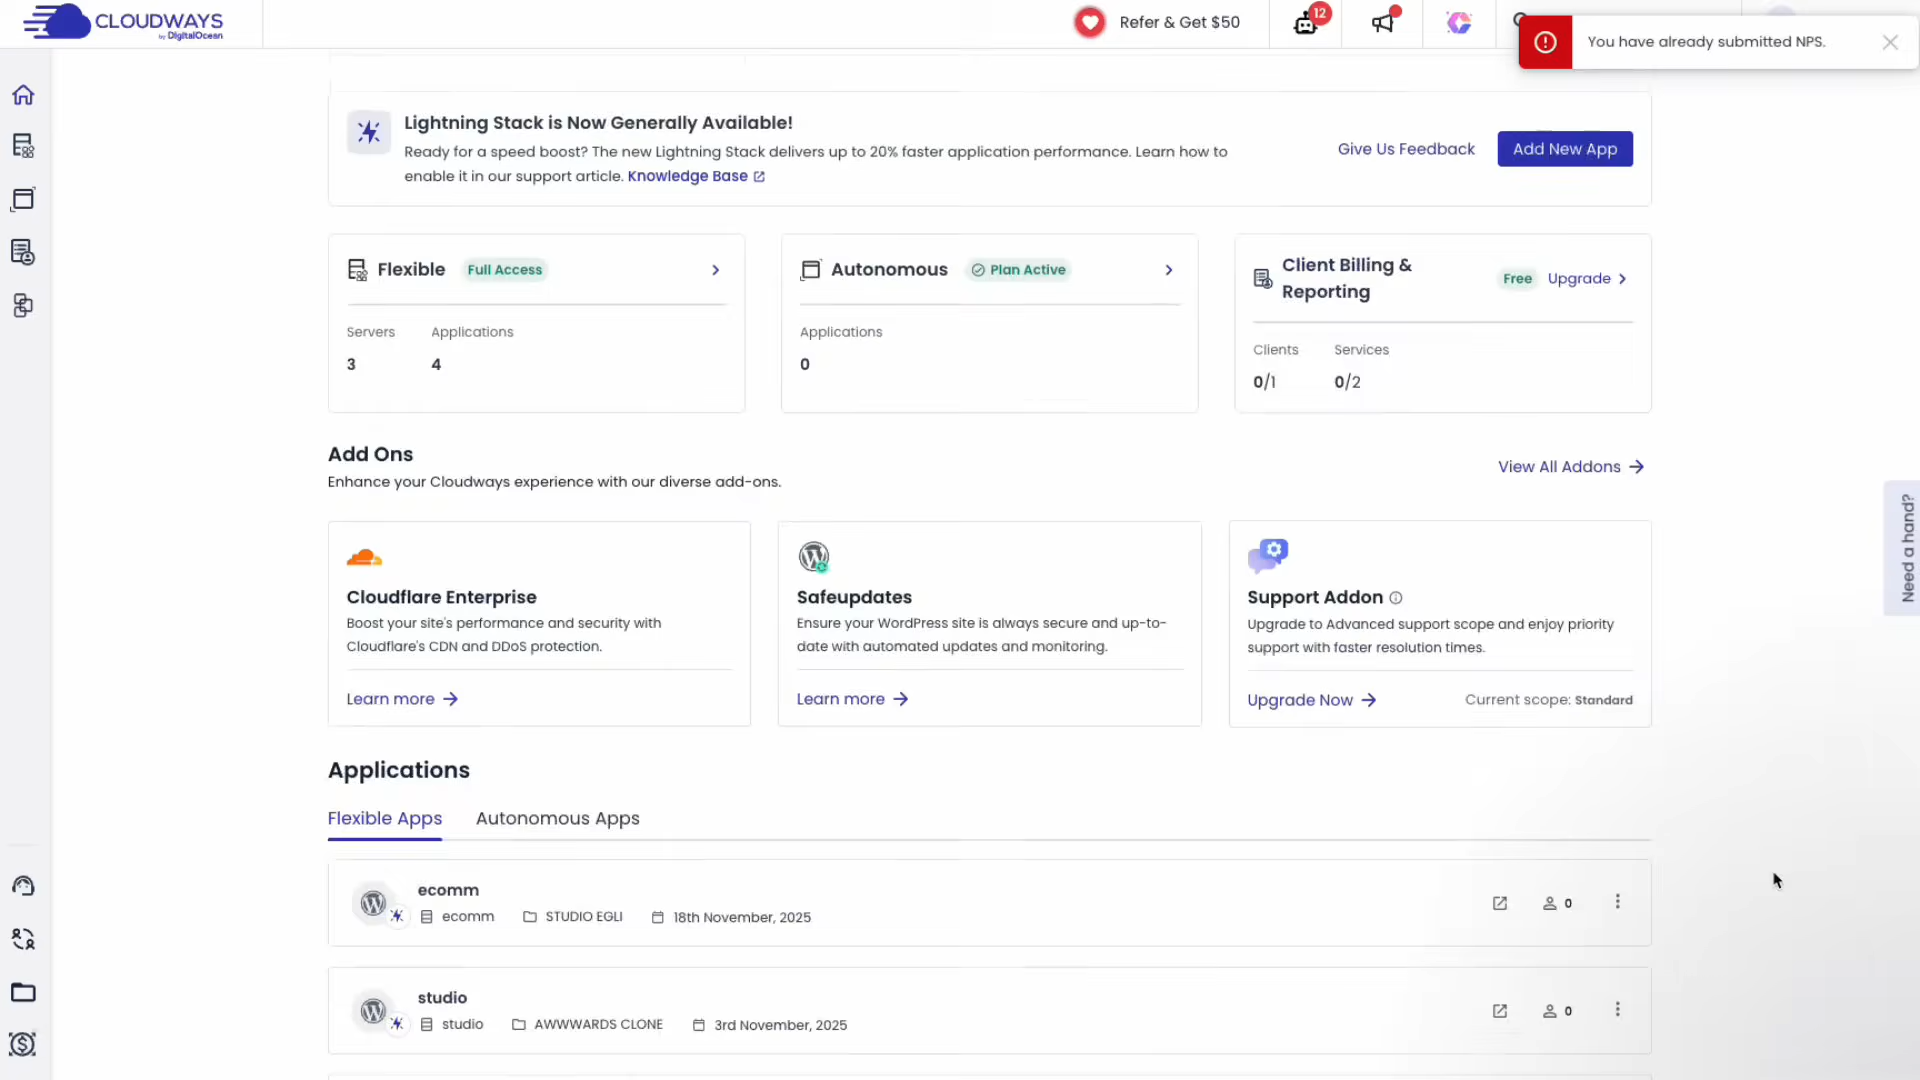 CLOUDWAYS
by DigitalOcean
Refer & Get $50
12
You have already submitted NPS.
Lightning Stack is Now Generally Available!
Ready for a speed boost? The new Lightning Stack delivers up to 20% faster application performance. Learn how to
enable it in our support article. Knowledge Base
Give Us Feedback
Add New App
Flexible
Full Access
Servers
Applications
3
4
Autonomous
Plan Active
Applications
0
Client Billing &
Reporting
Free
Upgrade
Clients
Services
0/1
0/2
Add Ons
Enhance your Cloudways experience with our diverse add-ons.
View All Addons
Need a hand?
Cloudflare Enterprise
Boost your site's performance and security with
Cloudflare's CDN and DDoS protection.
Learn more
Safeupdates
Ensure your WordPress site is always secure and up-to-
date with automated updates and monitoring.
Learn more
Support Addon
Upgrade to Advanced support scope and enjoy priority
support with faster resolution times.
Upgrade Now
Current scope: Standard
Applications
Flexible Apps
Autonomous Apps
ecomm
ecomm
STUDIO EGLI
18th November, 2025
0
studio
studio
AWWWARDS CLONE
3rd November, 2025
0